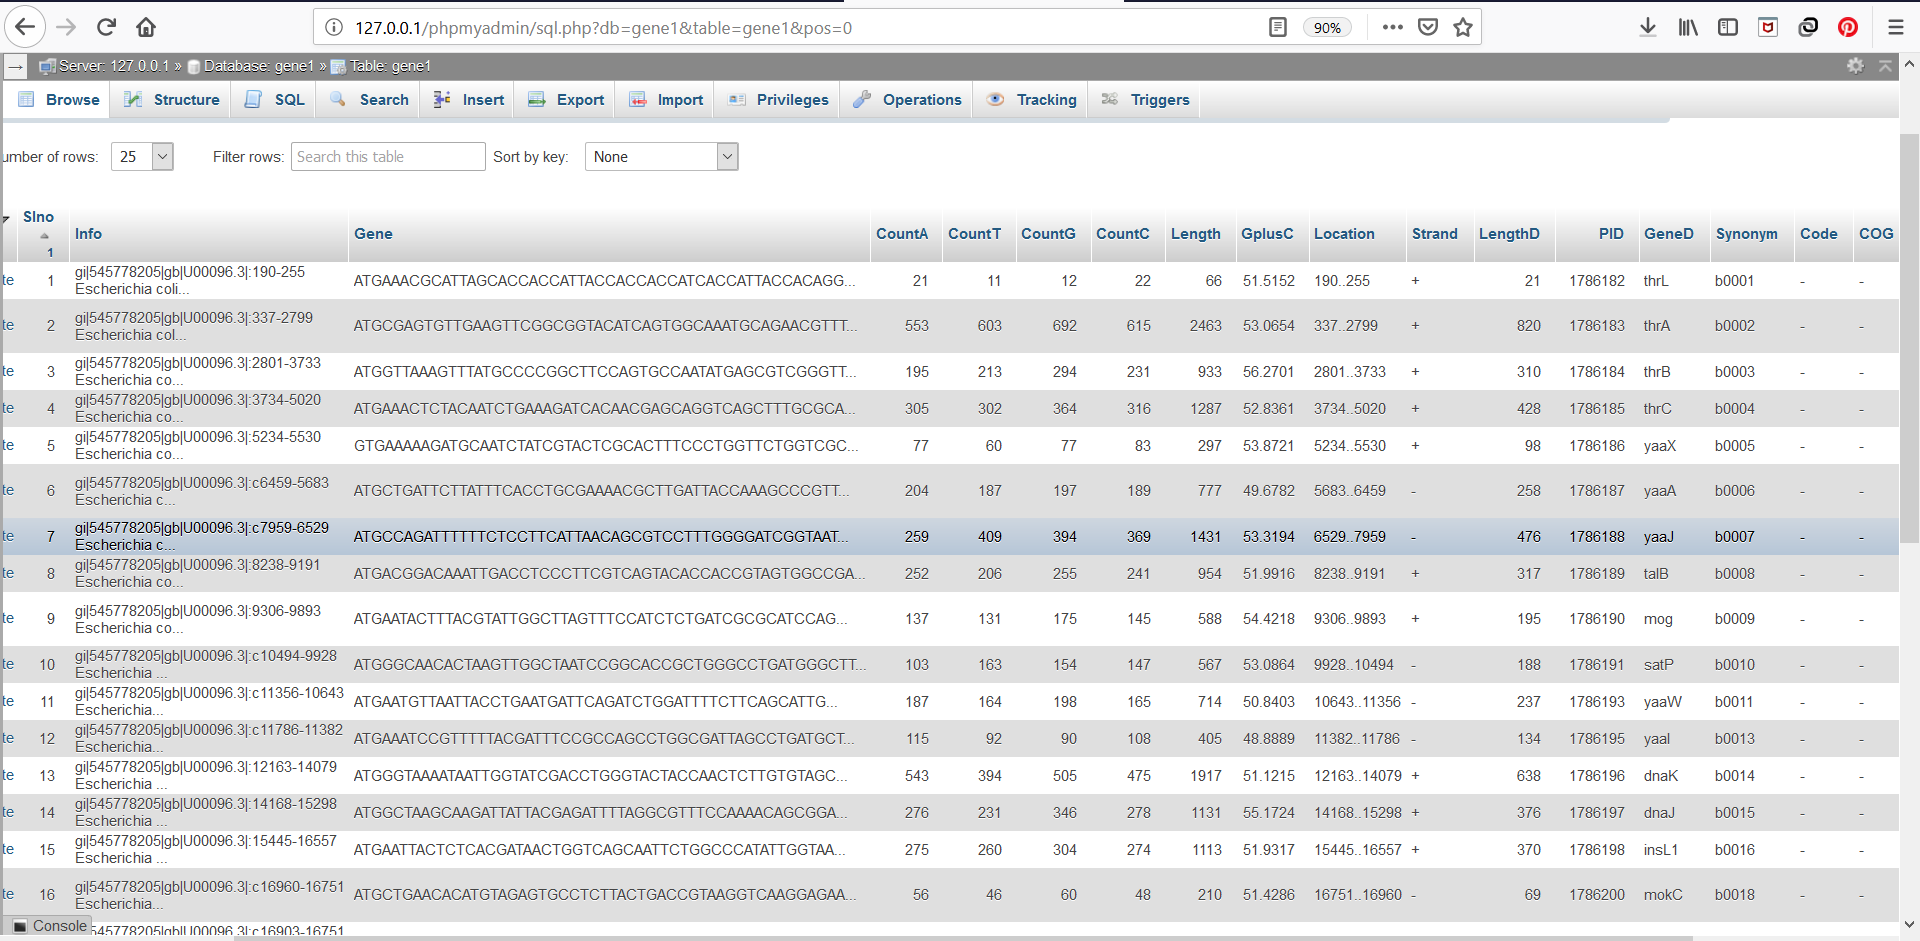 127.0.0.1/phpmyadmin/sql.php?db=gene1&table=gene1&pos=0 90%
Server: 127.0.0.1 » Database: gene1 » Table: gene1
Browse Structure SQL Search Insert Export Import Privileges Operations Tracking Triggers
umber of rows: 25 Filter rows: Search this table Sort by key: None
Slno 1 Info Gene CountA CountT CountG CountC Length GplusC Location Strand LengthD PID GeneD Synonym Code COG
te 1 gi|545778205|gb|U00096.3|:190-255 Escherichia coli... ATGAAACGCATTAGCACCACCATTACCACCACCATCACCATTACCACAGG... 21 11 12 22 66 51.5152 190..255 + 21 1786182 thrL b0001 - -
te 2 gi|545778205|gb|U00096.3|:337-2799 Escherichia col... ATGCGAGTGTTGAAGTTCGGCGGTACATCAGTGGCAAATGCAGAACGTTT... 553 603 692 615 2463 53.0654 337..2799 + 820 1786183 thrA b0002 - -
te 3 gi|545778205|gb|U00096.3|:2801-3733 Escherichia co... ATGGTTAAAGTTTATGCCCCGGCTTCCAGTGCCAATATGAGCGTCGGGTT... 195 213 294 231 933 56.2701 2801..3733 + 310 1786184 thrB b0003 - -
te 4 gi|545778205|gb|U00096.3|:3734-5020 Escherichia co... ATGAAACTCTACAATCTGAAAGATCACAACGAGCAGGTCAGCTTTGCGCA... 305 302 364 316 1287 52.8361 3734..5020 + 428 1786185 thrC b0004 - -
te 5 gi|545778205|gb|U00096.3|:5234-5530 Escherichia co... GTGAAAAAGATGCAATCTATCGTACTCGCACTTTCCCTGGTTCTGGTCGC... 77 60 77 83 297 53.8721 5234..5530 + 98 1786186 yaaX b0005 - -
te 6 gi|545778205|gb|U00096.3|:c6459-5683 Escherichia c... ATGCTGATTCTTATTTCACCTGCGAAAACGCTTGATTACCAAAGCCCGTT... 204 187 197 189 777 49.6782 5683..6459 - 258 1786187 yaaA b0006 - -
te 7 gi|545778205|gb|U00096.3|:c7959-6529 Escherichia c... ATGCCAGATTTTTTCTCCTTCATTAACAGCGTCCTTTGGGGATCGGTAAT... 259 409 394 369 1431 53.3194 6529..7959 - 476 1786188 yaaJ b0007 - -
te 8 gi|545778205|gb|U00096.3|:8238-9191 Escherichia co... ATGACGGACAAATTGACCTCCCTTCGTCAGTACACCACCGTAGTGGCCGA... 252 206 255 241 954 51.9916 8238..9191 + 317 1786189 talB b0008 - -
te 9 gi|545778205|gb|U00096.3|:9306-9893 Escherichia co... ATGAATACTTTACGTATTGGCTTAGTTTCCATCTCTGATCGCGCATCCAG... 137 131 175 145 588 54.4218 9306..9893 + 195 1786190 mog b0009 - -
te 10 gi|545778205|gb|U00096.3|:c10494-9928 Escherichia ... ATGGGCAACACTAAGTTGGCTAATCCGGCACCGCTGGGCCTGATGGGCTT... 103 163 154 147 567 53.0864 9928..10494 - 188 1786191 satP b0010 - -
te 11 gi|545778205|gb|U00096.3|:c11356-10643 Escherichia... ATGAATGTTAATTACCTGAATGATTCAGATCTGGATTTTCTTCAGCATTG... 187 164 198 165 714 50.8403 10643..11356 - 237 1786193 yaaW b0011 - -
te 12 gi|545778205|gb|U00096.3|:c11786-11382 Escherichia... ATGAAATCCGTTTTTACGATTTCCGCCAGCCTGGCGATTAGCCTGATGCT... 115 92 90 108 405 48.8889 11382..11786 - 134 1786195 yaaI b0013 - -
te 13 gi|545778205|gb|U00096.3|:12163-14079 Escherichia ... ATGGGTAAAATAATTGGTATCGACCTGGGTACTACCAACTCTTGTGTAGC... 543 394 505 475 1917 51.1215 12163..14079 + 638 1786196 dnaK b0014 - -
te 14 gi|545778205|gb|U00096.3|:14168-15298 Escherichia ... ATGGCTAAGCAAGATTATTACGAGATTTTAGGCGTTTCCAAAACAGCGGA... 276 231 346 278 1131 55.1724 14168..15298 + 376 1786197 dnaJ b0015 - -
te 15 gi|545778205|gb|U00096.3|:15445-16557 Escherichia ... ATGAATTACTCTCACGATAACTGGTCAGCAATTCTGGCCCATATTGGTAA... 275 260 304 274 1113 51.9317 15445..16557 + 370 1786198 insL1 b0016 - -
te 16 gi|545778205|gb|U00096.3|:c16960-16751 Escherichia... ATGCTGAACACATGTAGAGTGCCTCTTACTGACCGTAAGGTCAAGGAGAA... 56 46 60 48 210 51.4286 16751..16960 - 69 1786200 mokC b0018 - -
Console 545778205|gb|U00096.3|:c16903-16751